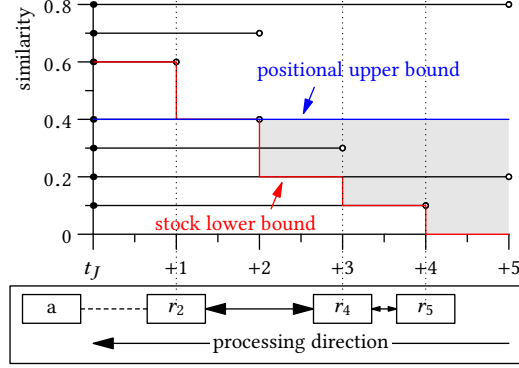 0.8
0.6
0.4
0.2
0
similarity
positional upper bound
stock lower bound
t_J
+1
+2
+3
+4
+5
a
r_2
r_4
r_5
processing direction